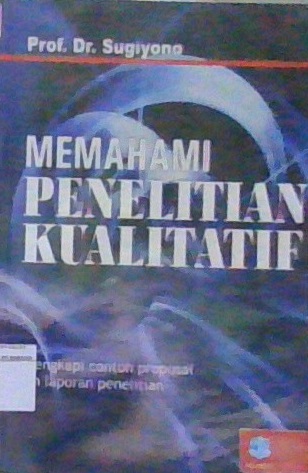 Prof. Dr. Sugiyono
MEMAHAMI
PENELITIAN
KUALITATIF
contoh proposal
laporan penelitian